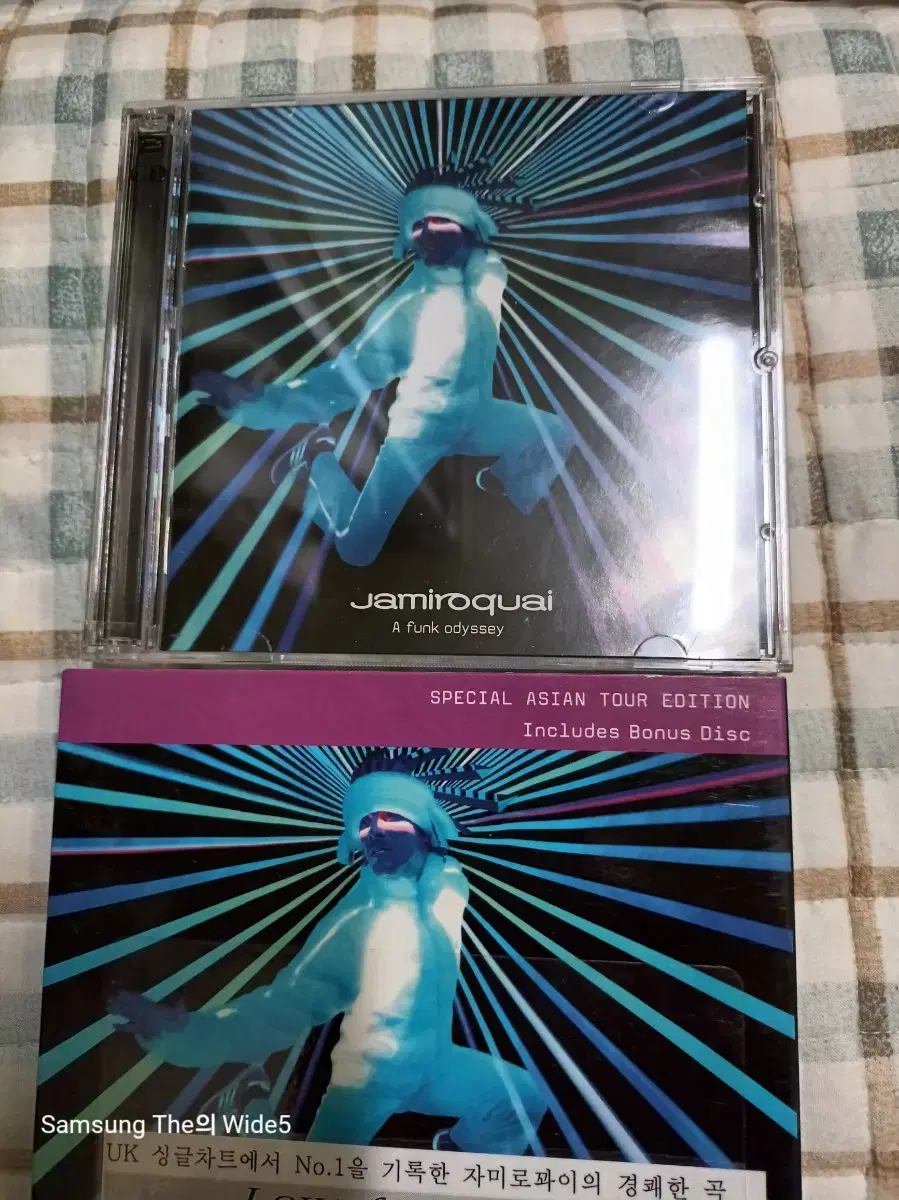 Jamiroquai
A funk odyssey
SPECIAL ASIAN TOUR EDITION
Includes Bonus Disc
Samsung The의 Wide5
UK 싱글차트에서 No.1을 기록한 자미로콰이의 경쾌한 곡